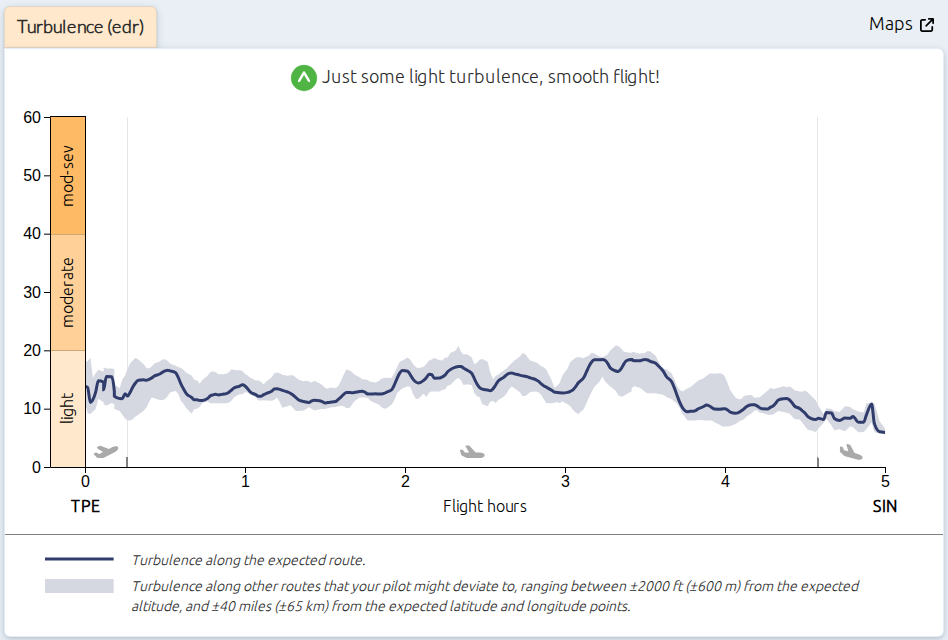 Turbulence (edr)
Maps
Just some light turbulence, smooth flight!
60
50
40
30
20
10
0
mod-sev
moderate
light
0 1 2 3 4 5
TPE Flight hours SIN
Turbulence along the expected route.
Turbulence along other routes that your pilot might deviate to, ranging between ±2000 ft (±600 m) from the expected
altitude, and ±40 miles (±65 km) from the expected latitude and longitude points.